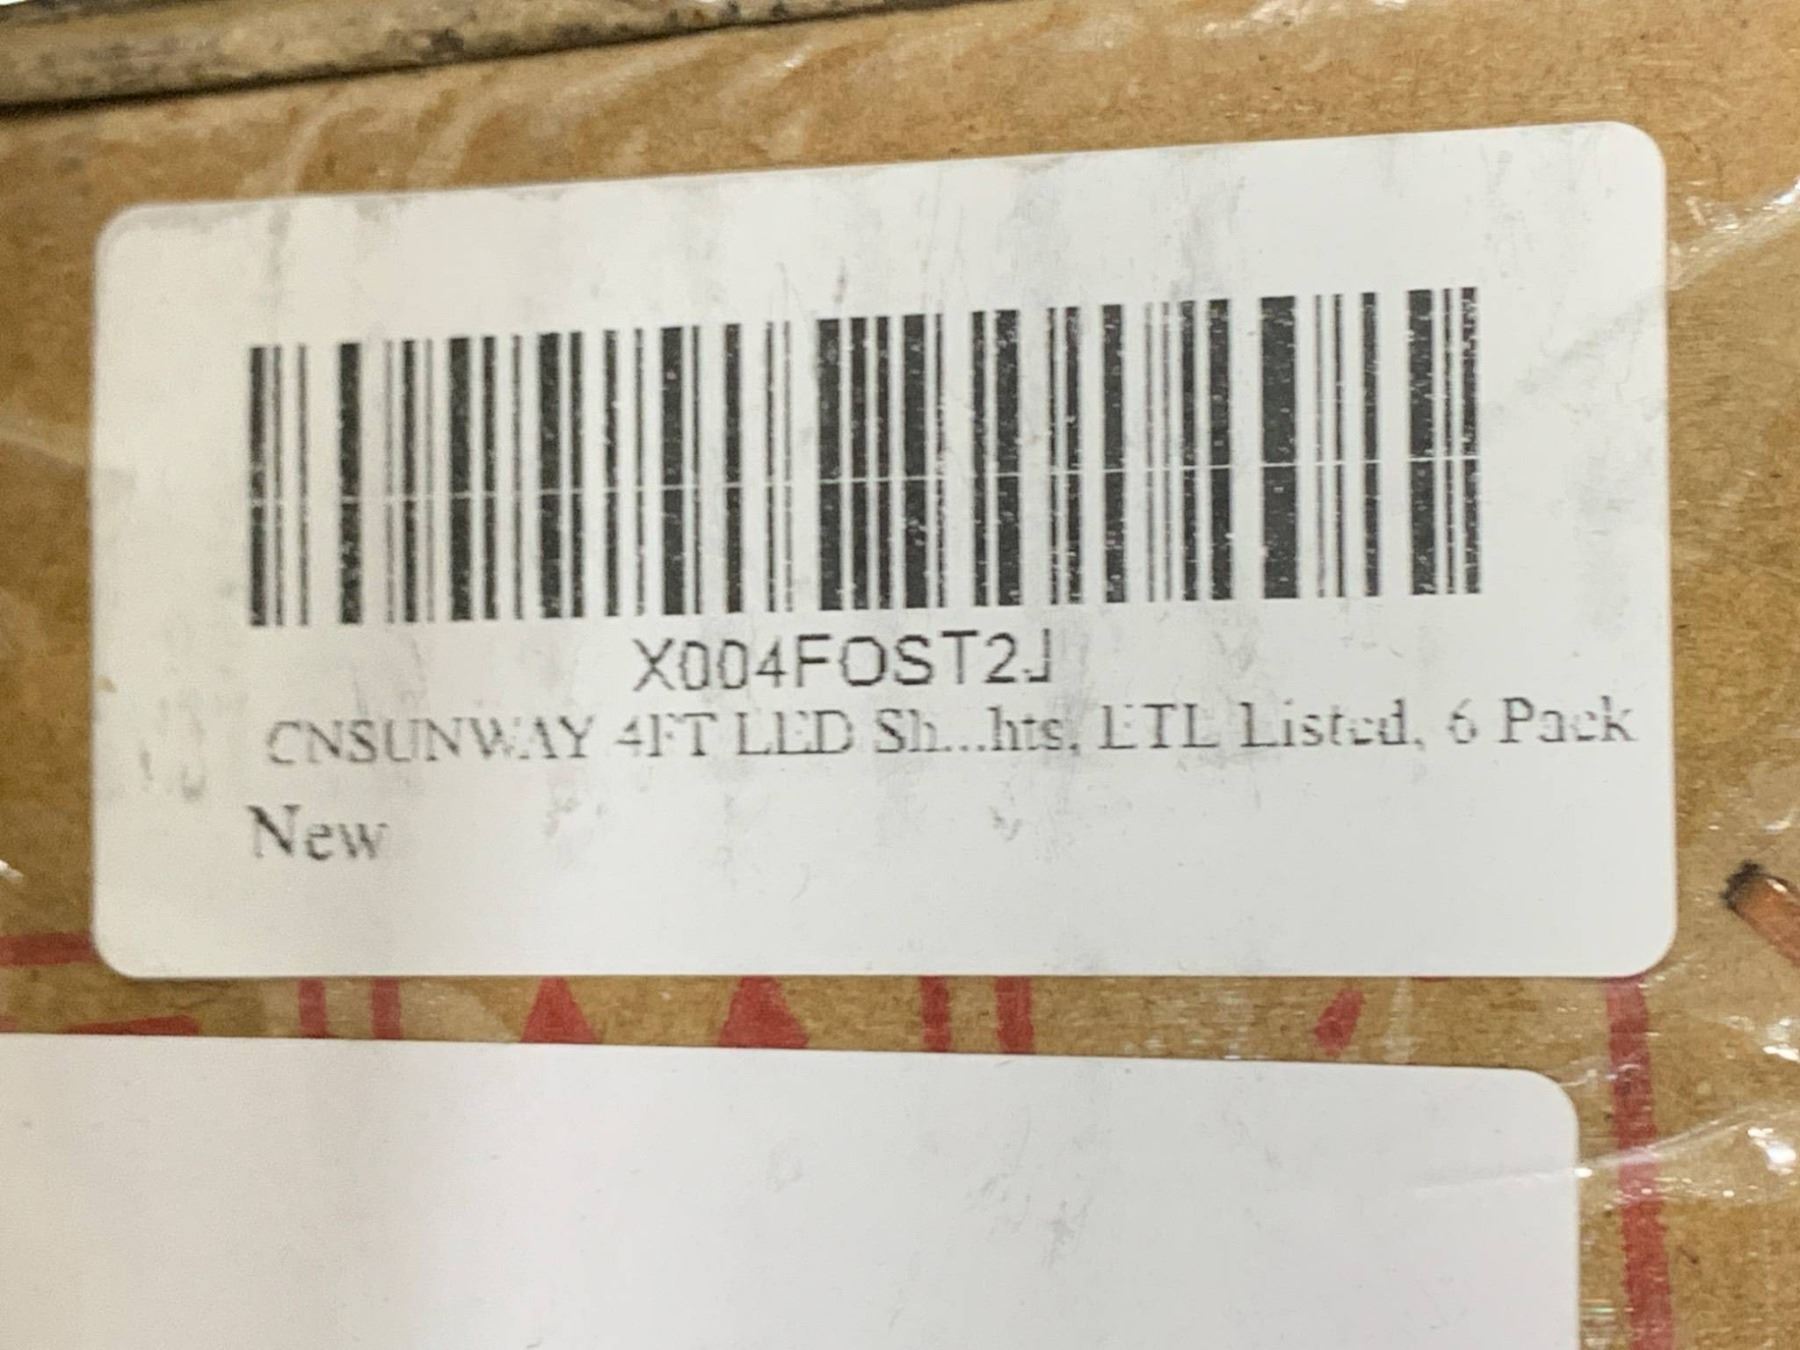 X004FOST2J
CNSUNWAY 4FT LED Sh...hts, ETL Listed, 6 Pack
New